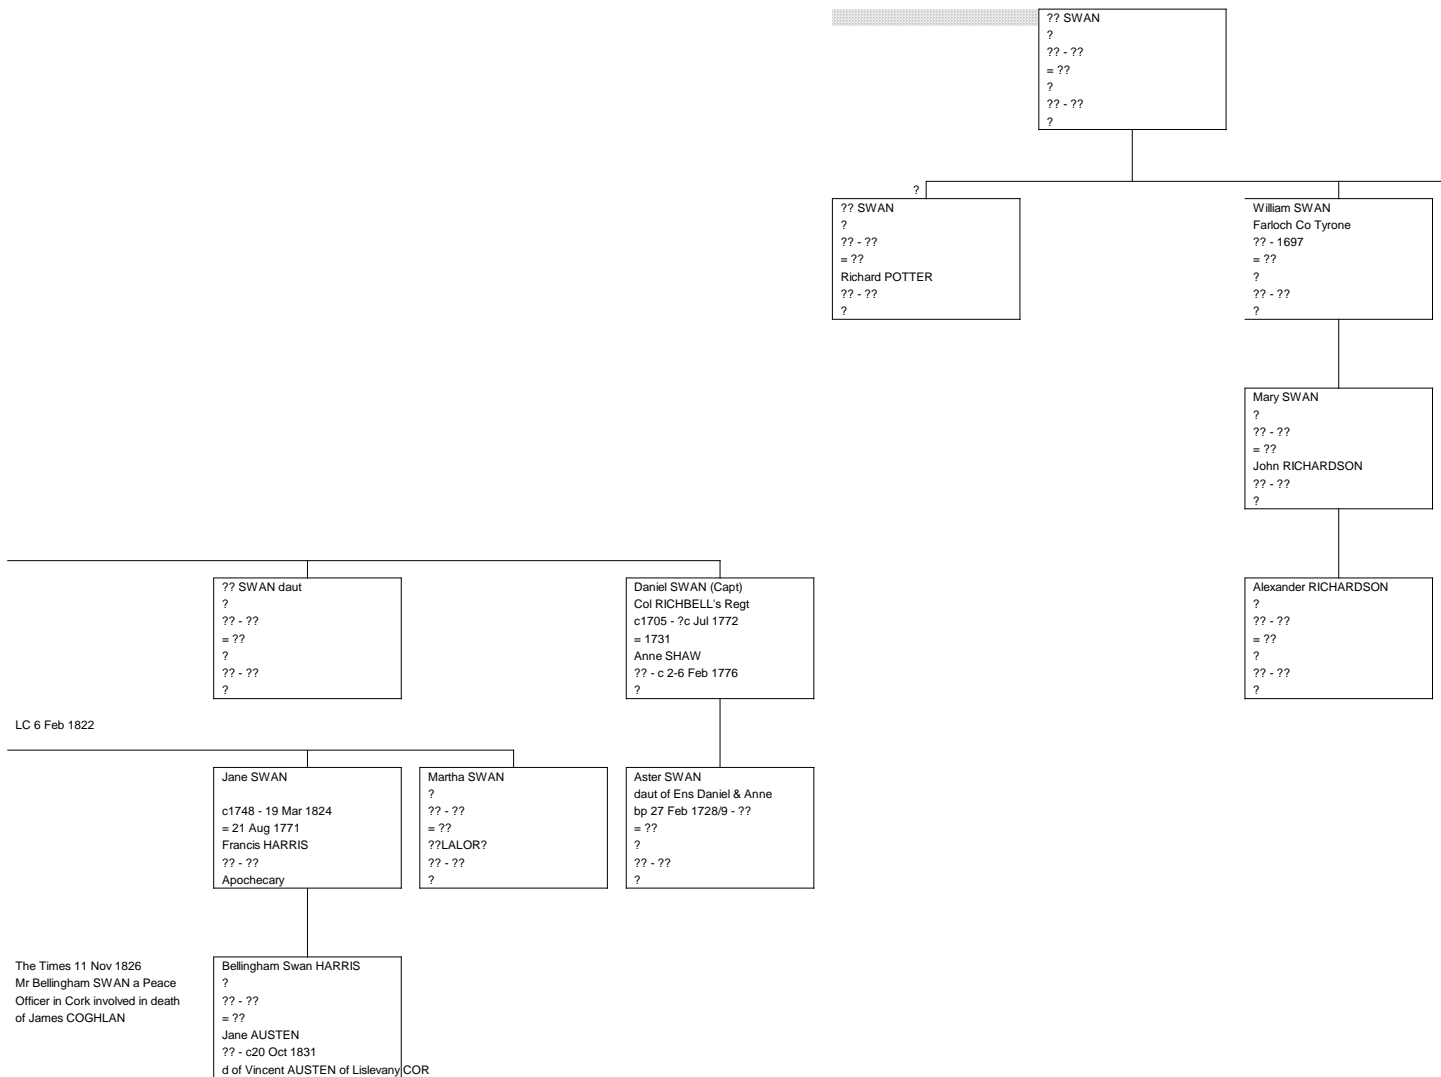 ?? SWAN
?
?? - ??
= ??
?
?? - ??
?
?
?? SWAN
?
?? - ??
= ??
Richard POTTER
?? - ??
?
William SWAN
Farloch Co Tyrone
?? - 1697
= ??
?
?? - ??
?
Mary SWAN
?
?? - ??
= ??
John RICHARDSON
?? - ??
?
?? SWAN daut
?
?? - ??
= ??
?
?? - ??
?
Daniel SWAN (Capt)
Col RICHBELL's Regt
c1705 - ?c Jul 1772
= 1731
Anne SHAW
?? - c 2-6 Feb 1776
?
Alexander RICHARDSON
?
?? - ??
= ??
?
?? - ??
?
LC 6 Feb 1822
Jane SWAN
c1748 - 19 Mar 1824
= 21 Aug 1771
Francis HARRIS
?? - ??
Apochecary
Martha SWAN
?
?? - ??
= ??
??LALOR?
?? - ??
?
Aster SWAN
daut of Ens Daniel & Anne
bp 27 Feb 1728/9 - ??
= ??
?
?? - ??
?
The Times 11 Nov 1826
Mr Bellingham SWAN a Peace
Officer in Cork involved in death
of James COGHLAN
Bellingham Swan HARRIS
?
?? - ??
= ??
Jane AUSTEN
?? - c20 Oct 1831
d of Vincent AUSTEN of Lislevany COR